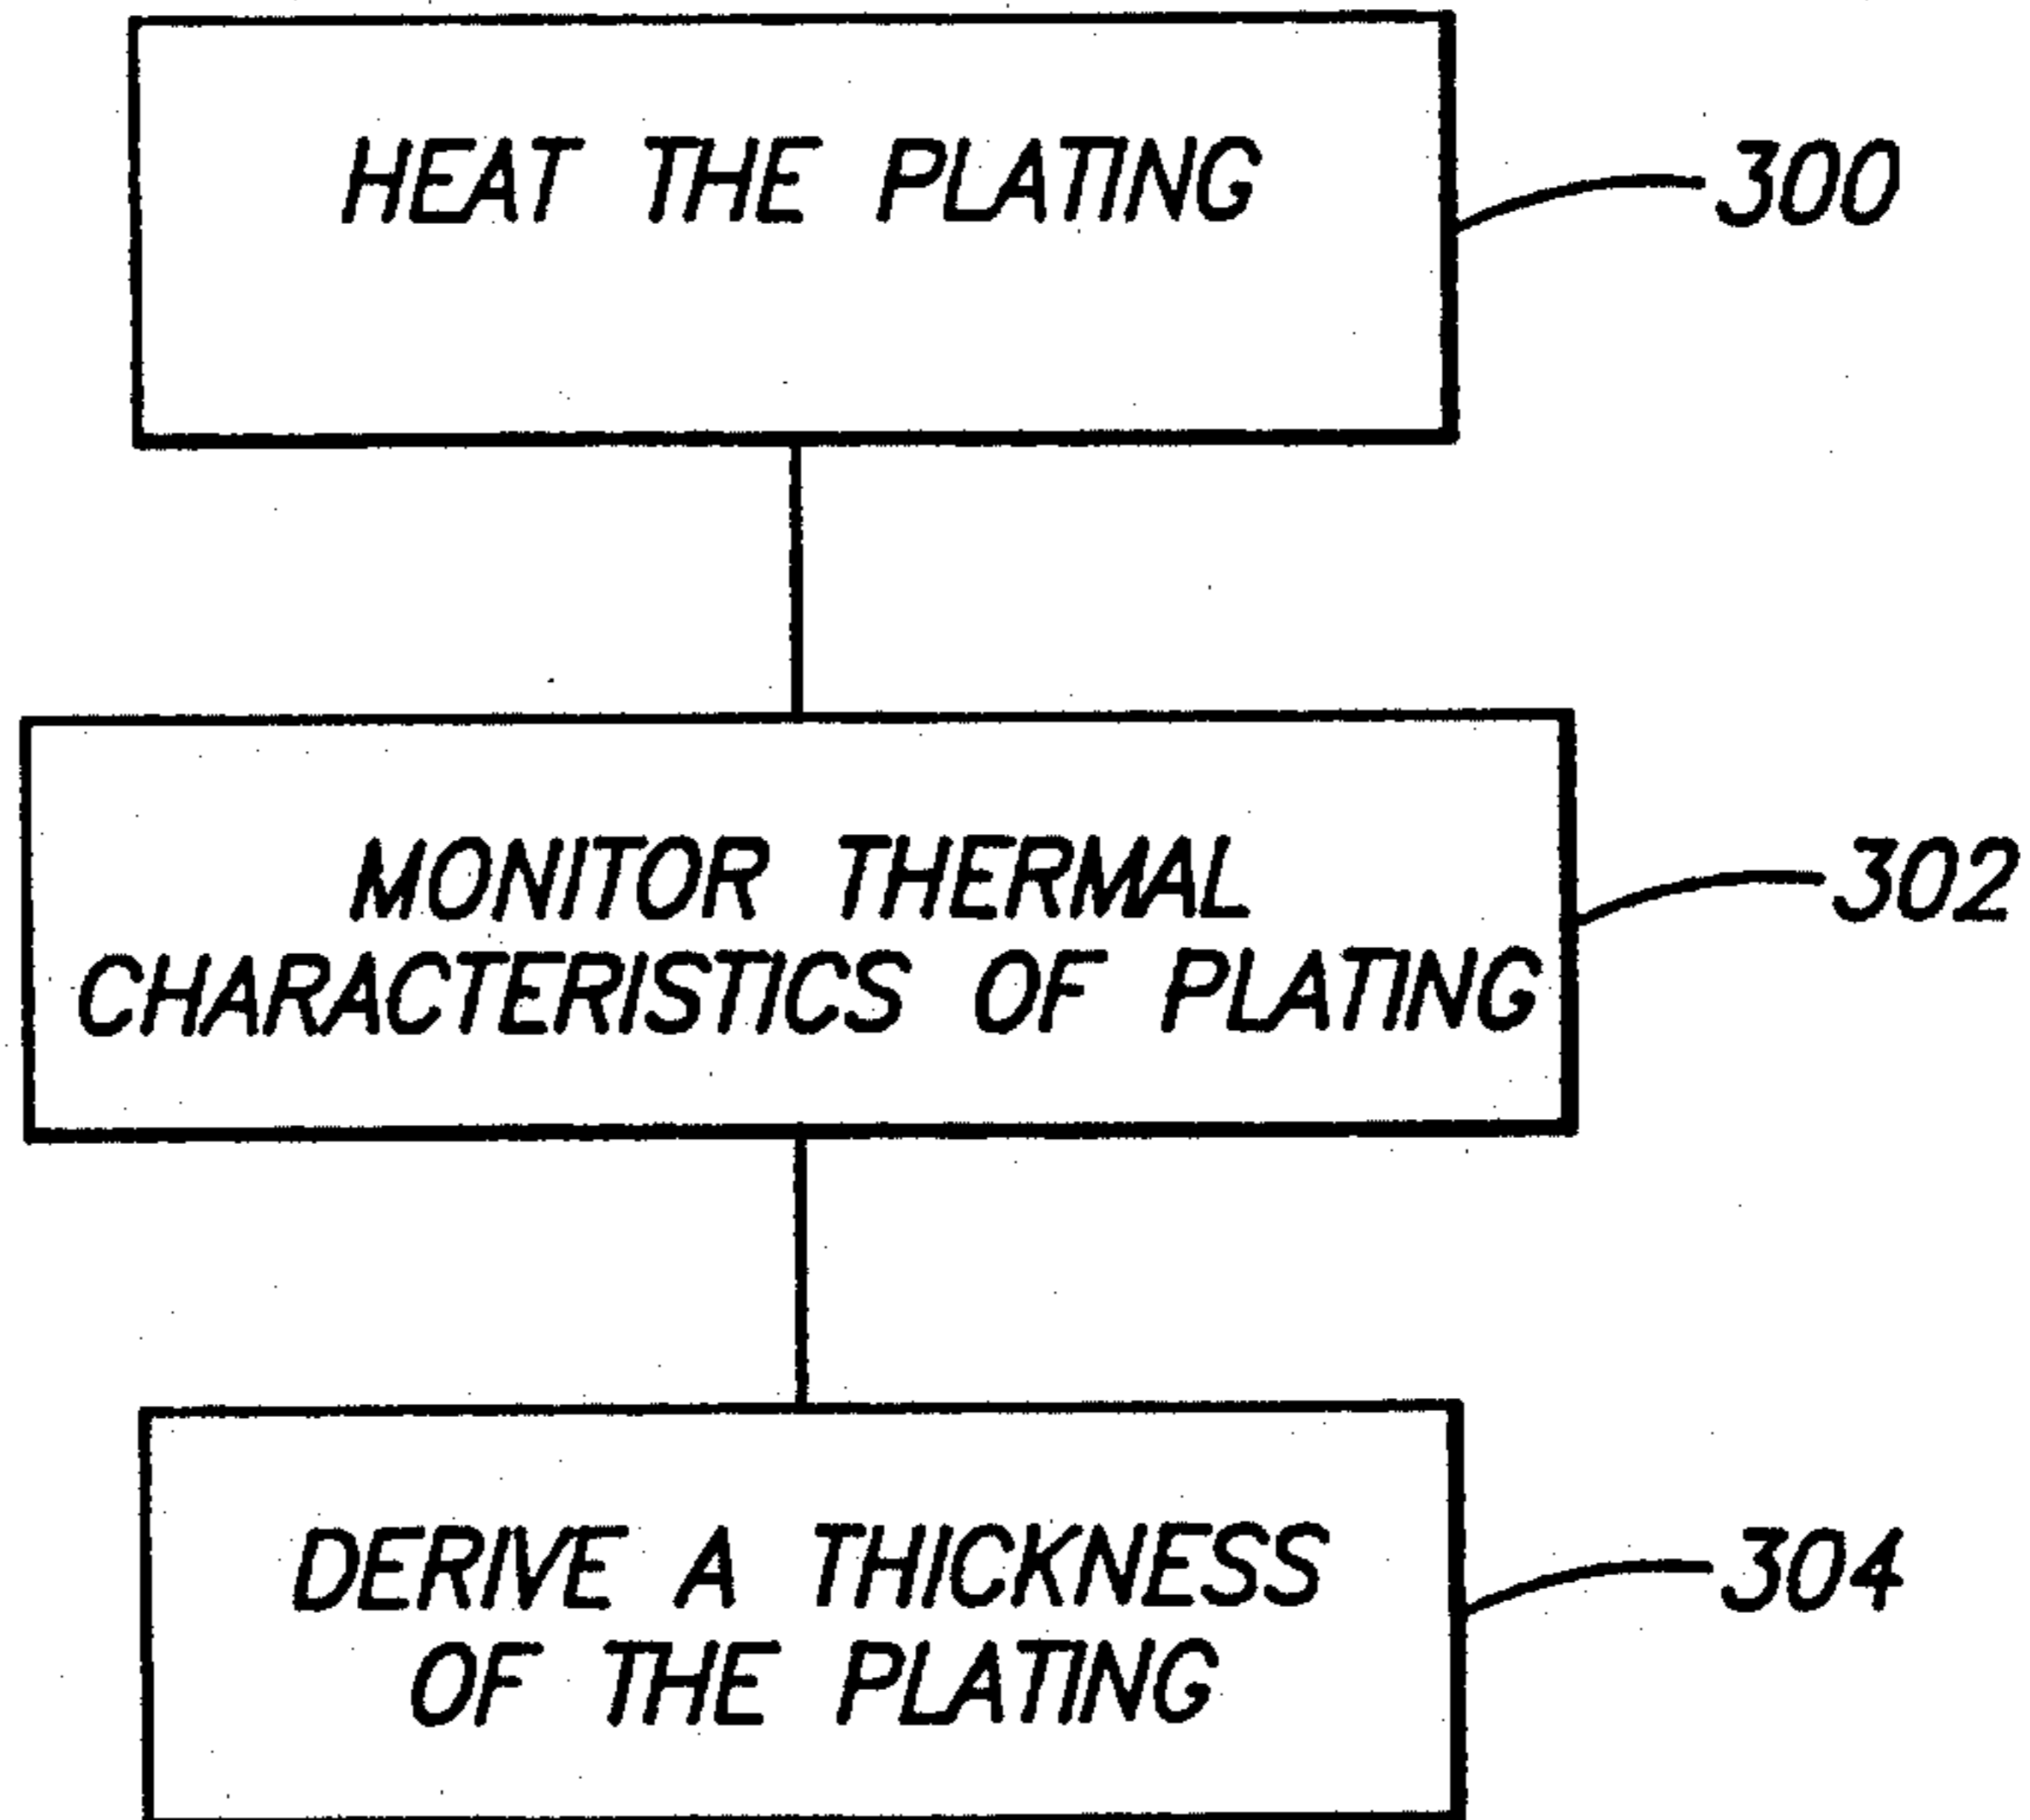 HEAT THE PLATING
300
MONITOR THERMAL
CHARACTERISTICS OF PLATING
302
DERIVE A THICKNESS
OF THE PLATING
304